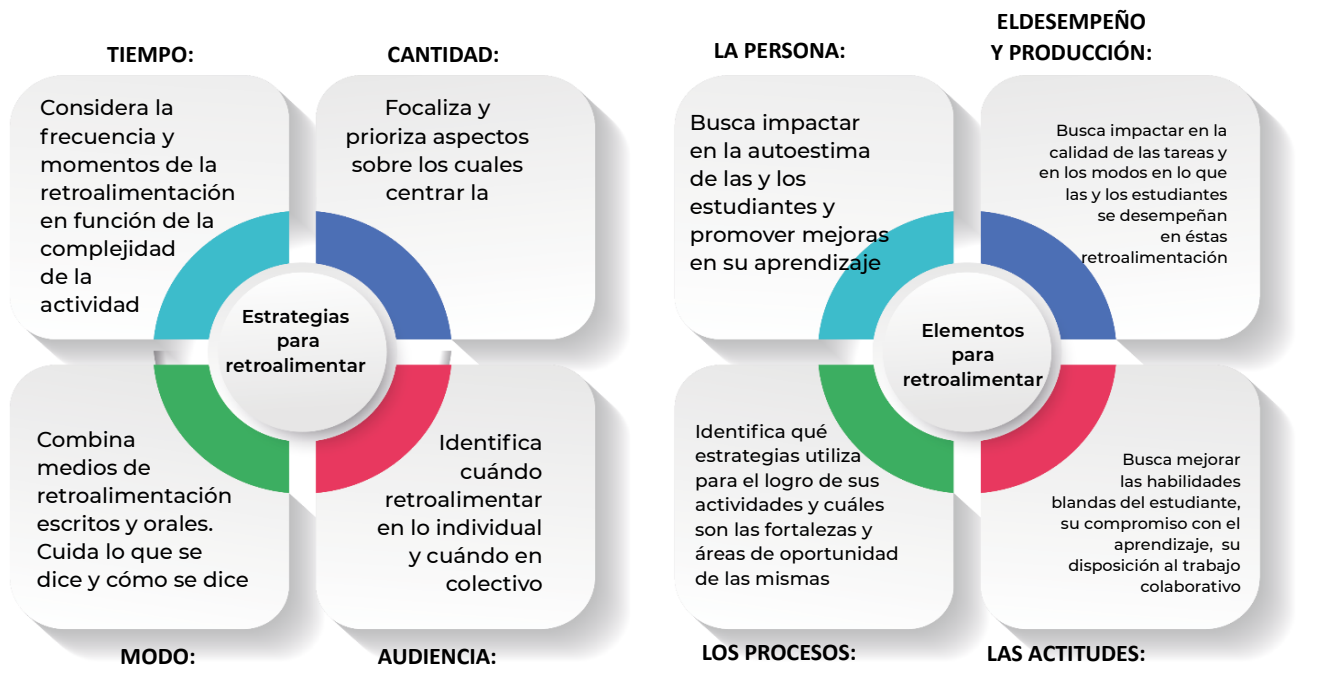 TIEMPO:
Considera la
frecuencia y
momentos de la
retroalimentación
en función de la
complejidad
de la
actividad
CANTIDAD:
Focaliza y
prioriza aspectos
sobre los cuales
centrar la
Estrategias
para
retroalimentar
Combina
medios de
retroalimentación
escritos y orales.
Cuida lo que se
dice y cómo se dice
MODO:
Identifica
cuándo
retroalimentar
en lo individual
y cuándo en
colectivo
AUDIENCIA:
LA PERSONA:
Busca impactar
en la autoestima
de las y los
estudiantes y
promover mejoras
en su aprendizaje
ELDESEMPEÑO
Y PRODUCCIÓN:
Busca impactar en la
calidad de las tareas y
en los modos en lo que
las y los estudiantes
se desempeñan
en éstas
retroalimentación
Elementos
para
retroalimentar
Identifica qué
estrategias utiliza
para el logro de sus
actividades y cuáles
son las fortalezas y
áreas de oportunidad
de las mismas
LOS PROCESOS:
Busca mejorar
las habilidades
blandas del estudiante,
su compromiso con el
aprendizaje, su
disposición al trabajo
colaborativo
LAS ACTITUDES: